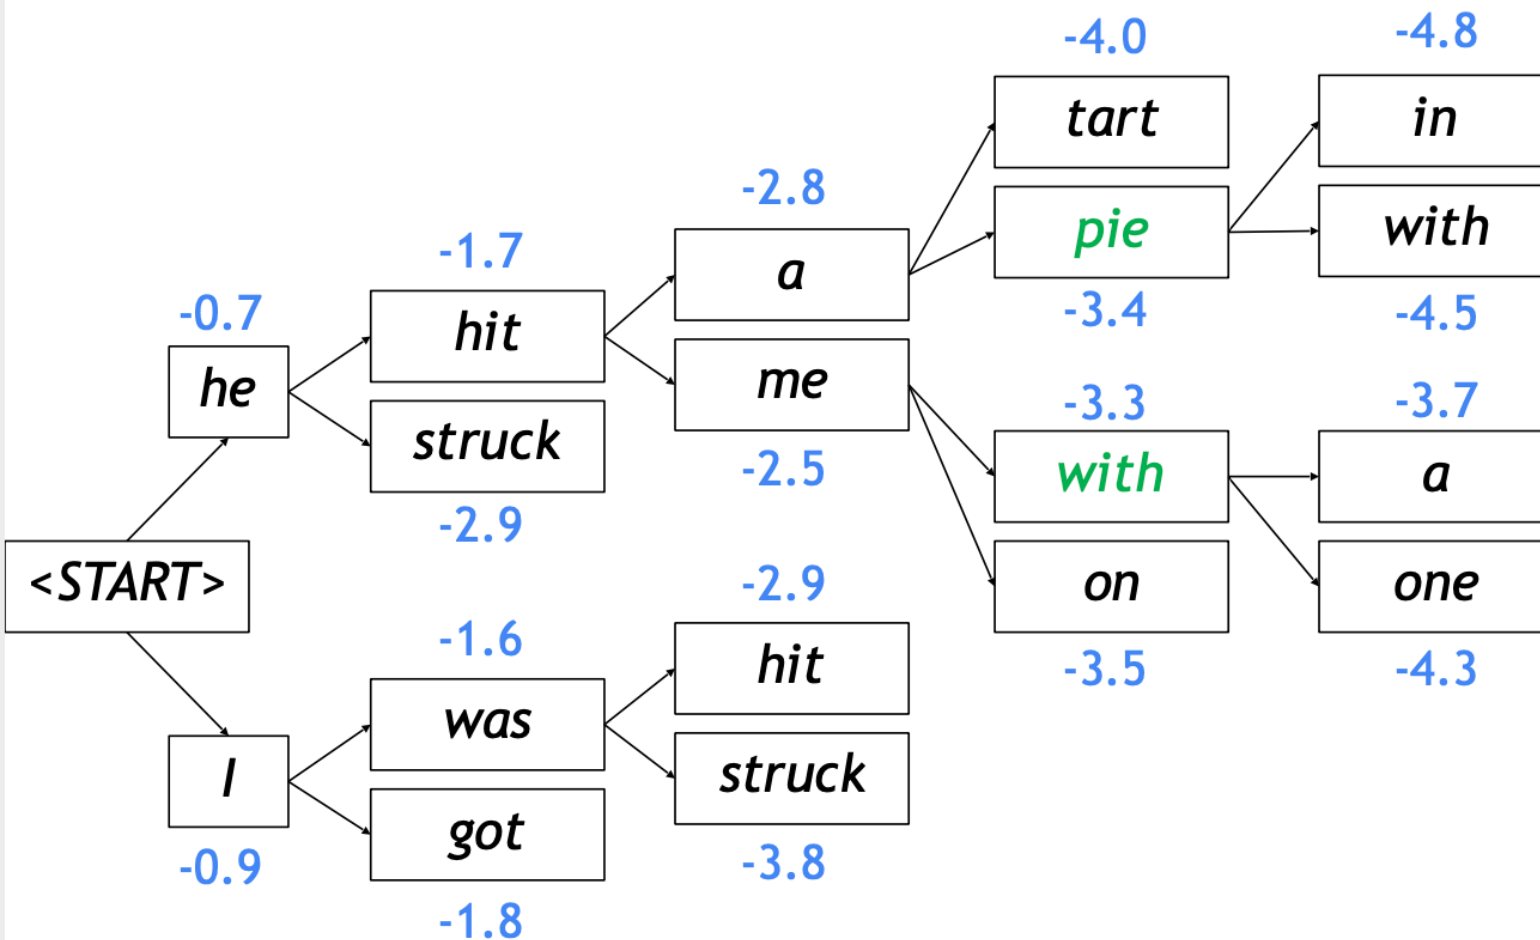 -4.0
-4.8
tart
in
-2.8
pie
with
-1.7
a
-3.4
-4.5
-0.7
hit
he
me
-3.3
-3.7
struck
-2.5
with
a
-2.9
<START>
-2.9
on
one
-1.6
hit
-3.5
-4.3
was
I
struck
got
-0.9
-3.8
-1.8